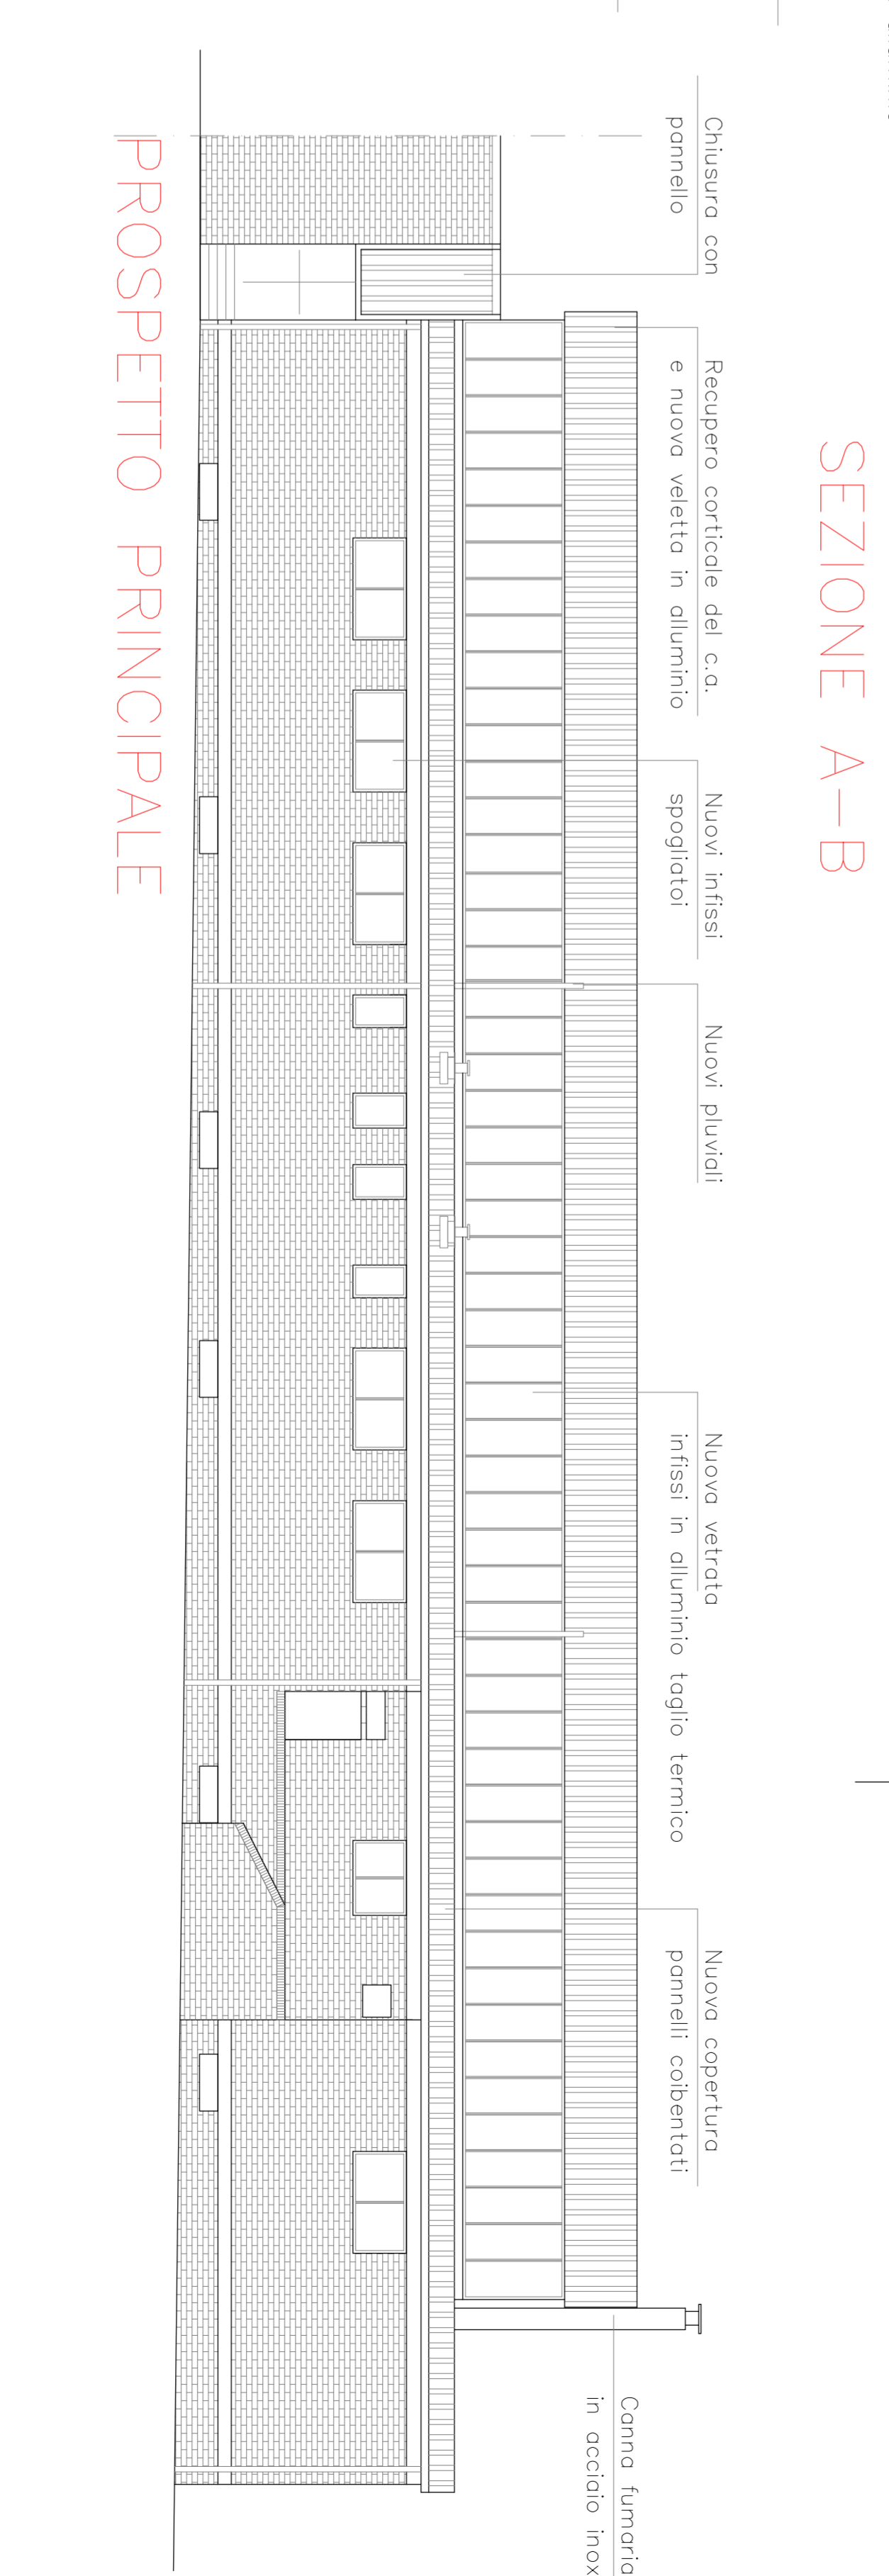 SEZIONE A-B
Chiusura con
pannello
Recupero corticale del c.a.
e nuova veletta in alluminio
Nuovi infissi
spogliatoi
Nuovi pluviali
Nuova vetrata
infissi in alluminio taglio termico
Nuova copertura
pannelli coibentati
Canna fumaria
in acciaio inox
PROSPETTO PRINCIPALE